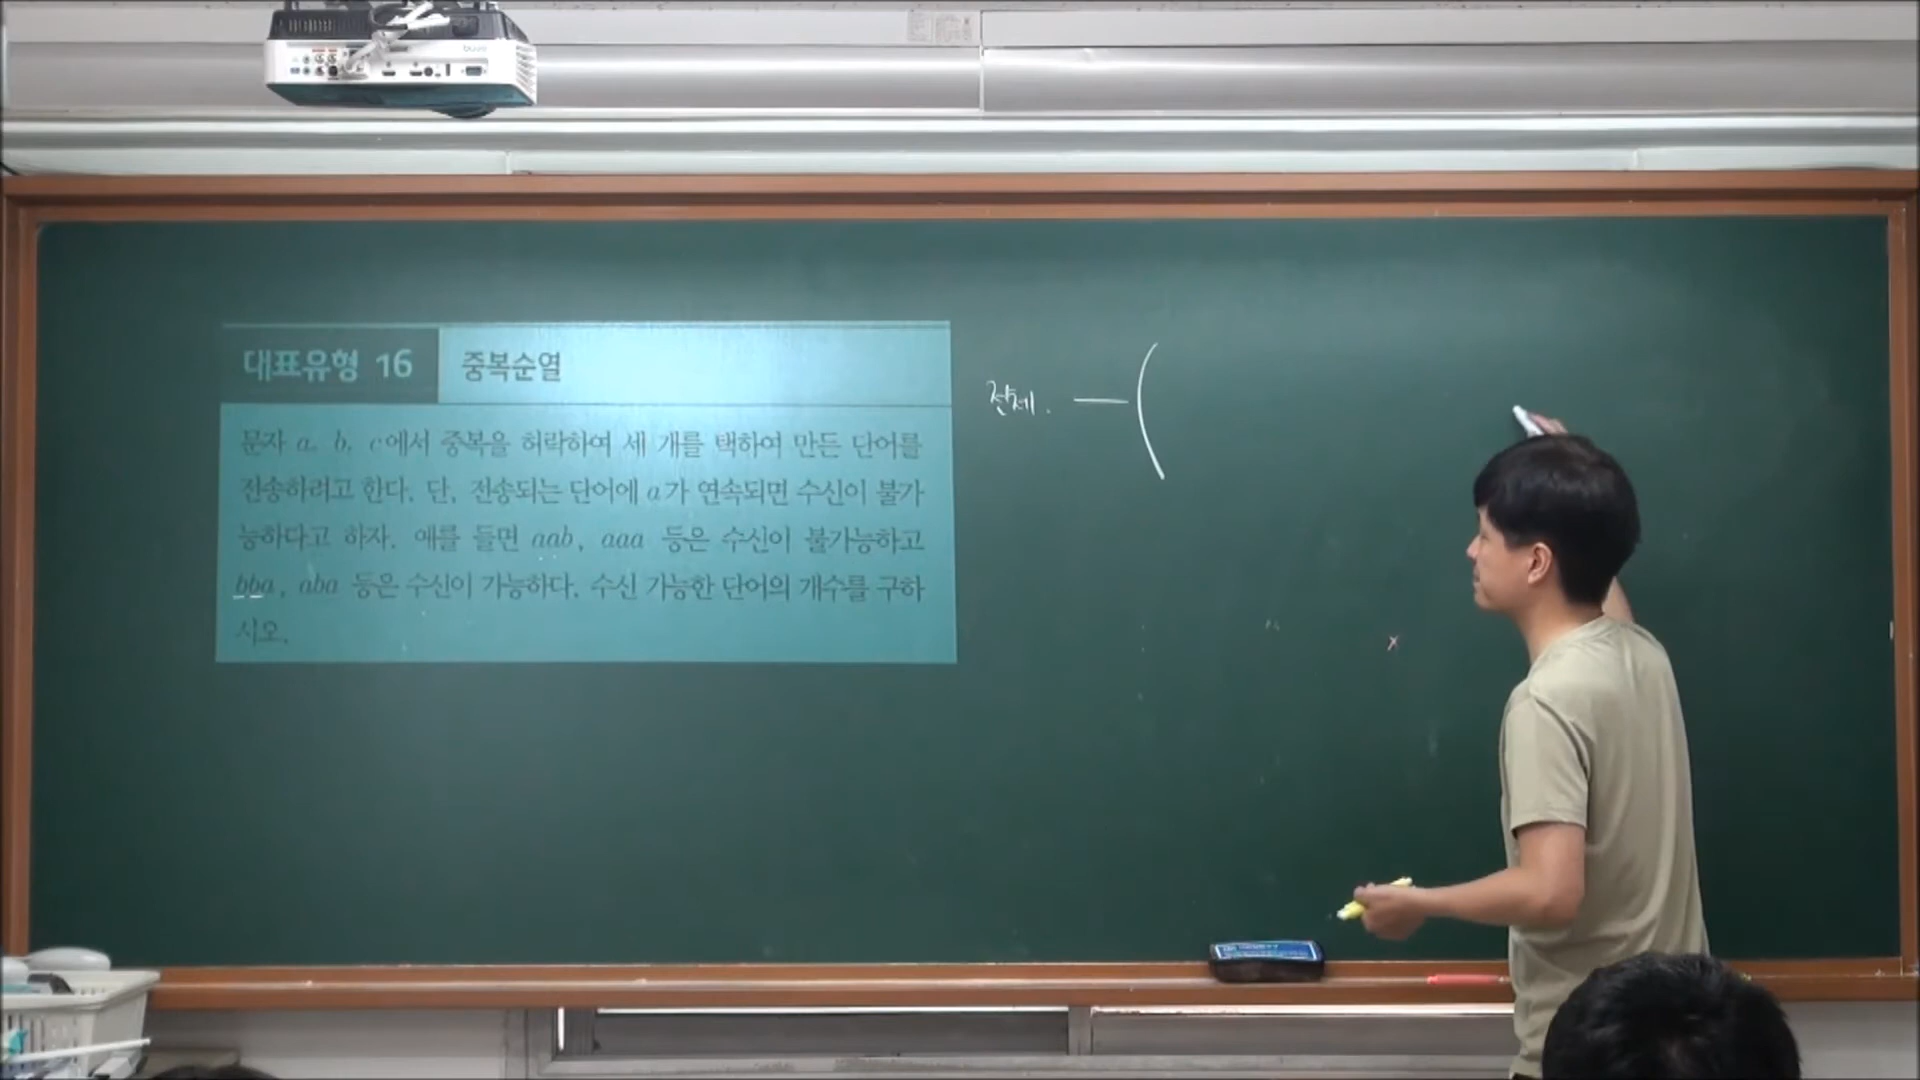 대표유형 16
중복순열
문자 a, b, c에서 중복을 허락하여 세 개를 택하여 만든 단어를
전송하려고 한다. 단, 전송되는 단어에 a가 연속되면 수신이 불가
능하다고 하자. 예를 들면 aab, aaa 등은 수신이 불가능하고
bba, aba 등은 수신이 가능하다. 수신 가능한 단어의 개수를 구하
시오.
전체. — (
x